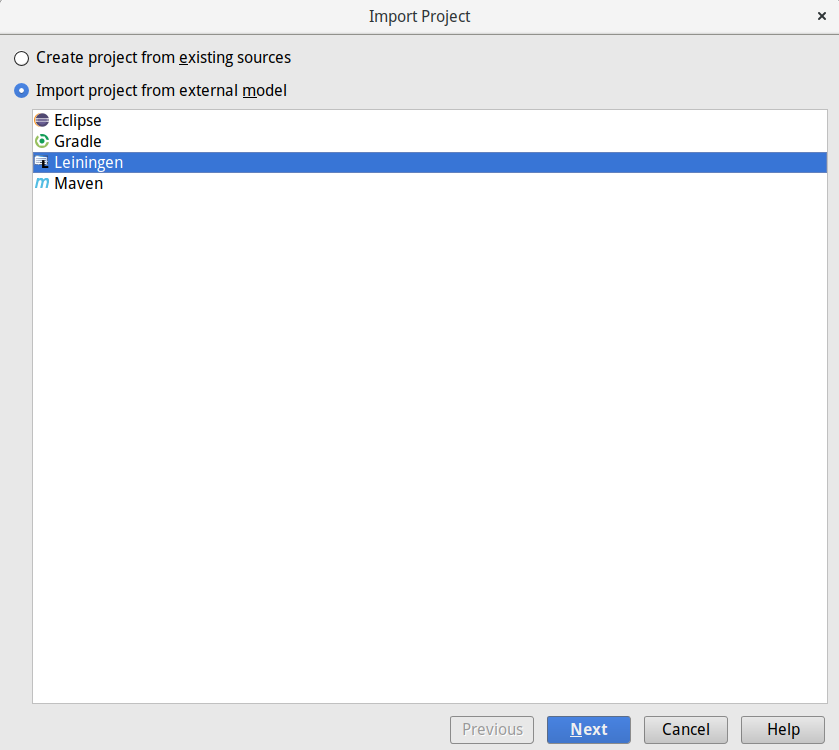 Import Project
Create project from existing sources
Import project from external model
Eclipse
Gradle
Leiningen
Maven
Previous Next Cancel Help